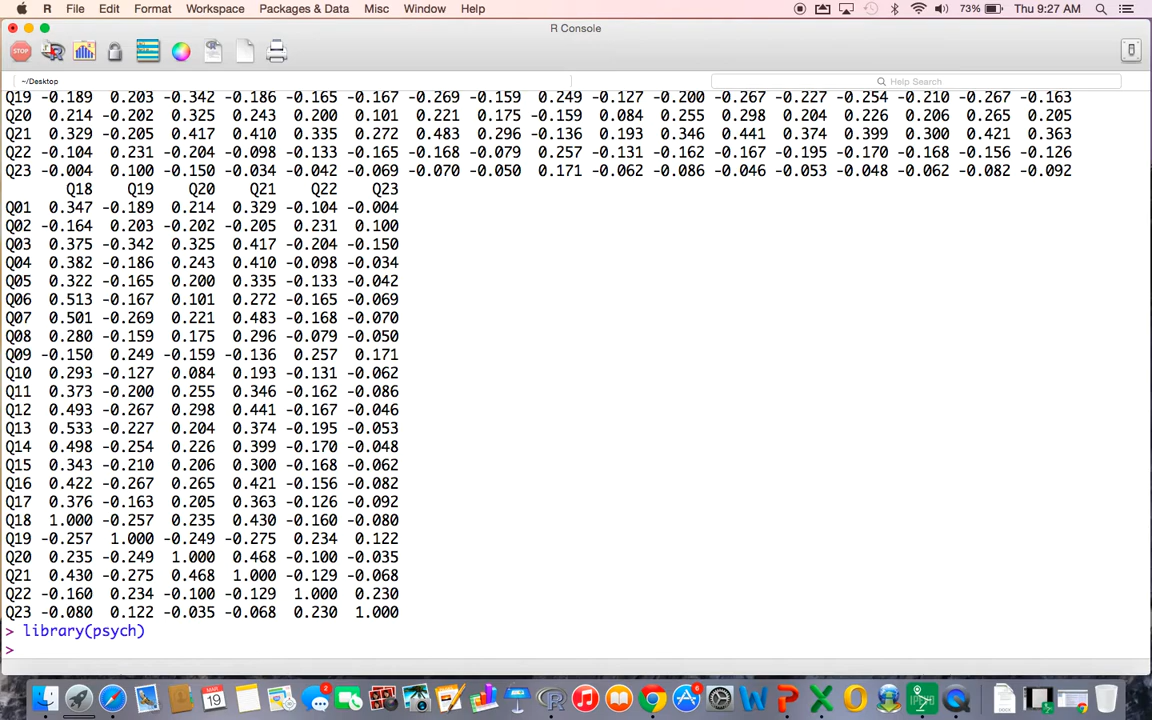 R File Edit Format Workspace Packages & Data Misc Window Help 73% Thu 9:27 AM
R Console
STOP
~/Desktop Help Search
Q19 -0.189 0.203 -0.342 -0.186 -0.165 -0.167 -0.269 -0.159 0.249 -0.127 -0.200 -0.267 -0.227 -0.254 -0.210 -0.267 -0.163
Q20 0.214 -0.202 0.325 0.243 0.200 0.101 0.221 0.175 -0.159 0.084 0.255 0.298 0.204 0.226 0.206 0.265 0.205
Q21 0.329 -0.205 0.417 0.410 0.335 0.272 0.483 0.296 -0.136 0.193 0.346 0.441 0.374 0.399 0.300 0.421 0.363
Q22 -0.104 0.231 -0.204 -0.098 -0.133 -0.165 -0.168 -0.079 0.257 -0.131 -0.162 -0.167 -0.195 -0.170 -0.168 -0.156 -0.126
Q23 -0.004 0.100 -0.150 -0.034 -0.042 -0.069 -0.070 -0.050 0.171 -0.062 -0.086 -0.046 -0.053 -0.048 -0.062 -0.082 -0.092
Q18 Q19 Q20 Q21 Q22 Q23
Q01 0.347 -0.189 0.214 0.329 -0.104 -0.004
Q02 -0.164 0.203 -0.202 -0.205 0.231 0.100
Q03 0.375 -0.342 0.325 0.417 -0.204 -0.150
Q04 0.382 -0.186 0.243 0.410 -0.098 -0.034
Q05 0.322 -0.165 0.200 0.335 -0.133 -0.042
Q06 0.513 -0.167 0.101 0.272 -0.165 -0.069
Q07 0.501 -0.269 0.221 0.483 -0.168 -0.070
Q08 0.280 -0.159 0.175 0.296 -0.079 -0.050
Q09 -0.150 0.249 -0.159 -0.136 0.257 0.171
Q10 0.293 -0.127 0.084 0.193 -0.131 -0.062
Q11 0.373 -0.200 0.255 0.346 -0.162 -0.086
Q12 0.493 -0.267 0.298 0.441 -0.167 -0.046
Q13 0.533 -0.227 0.204 0.374 -0.195 -0.053
Q14 0.498 -0.254 0.226 0.399 -0.170 -0.048
Q15 0.343 -0.210 0.206 0.300 -0.168 -0.062
Q16 0.422 -0.267 0.265 0.421 -0.156 -0.082
Q17 0.376 -0.163 0.205 0.363 -0.126 -0.092
Q18 1.000 -0.257 0.235 0.430 -0.160 -0.080
Q19 -0.257 1.000 -0.249 -0.275 0.234 0.122
Q20 0.235 -0.249 1.000 0.468 -0.100 -0.035
Q21 0.430 -0.275 0.468 1.000 -0.129 -0.068
Q22 -0.160 0.234 -0.100 -0.129 1.000 0.230
Q23 -0.080 0.122 -0.035 -0.068 0.230 1.000
> library(psych)
>